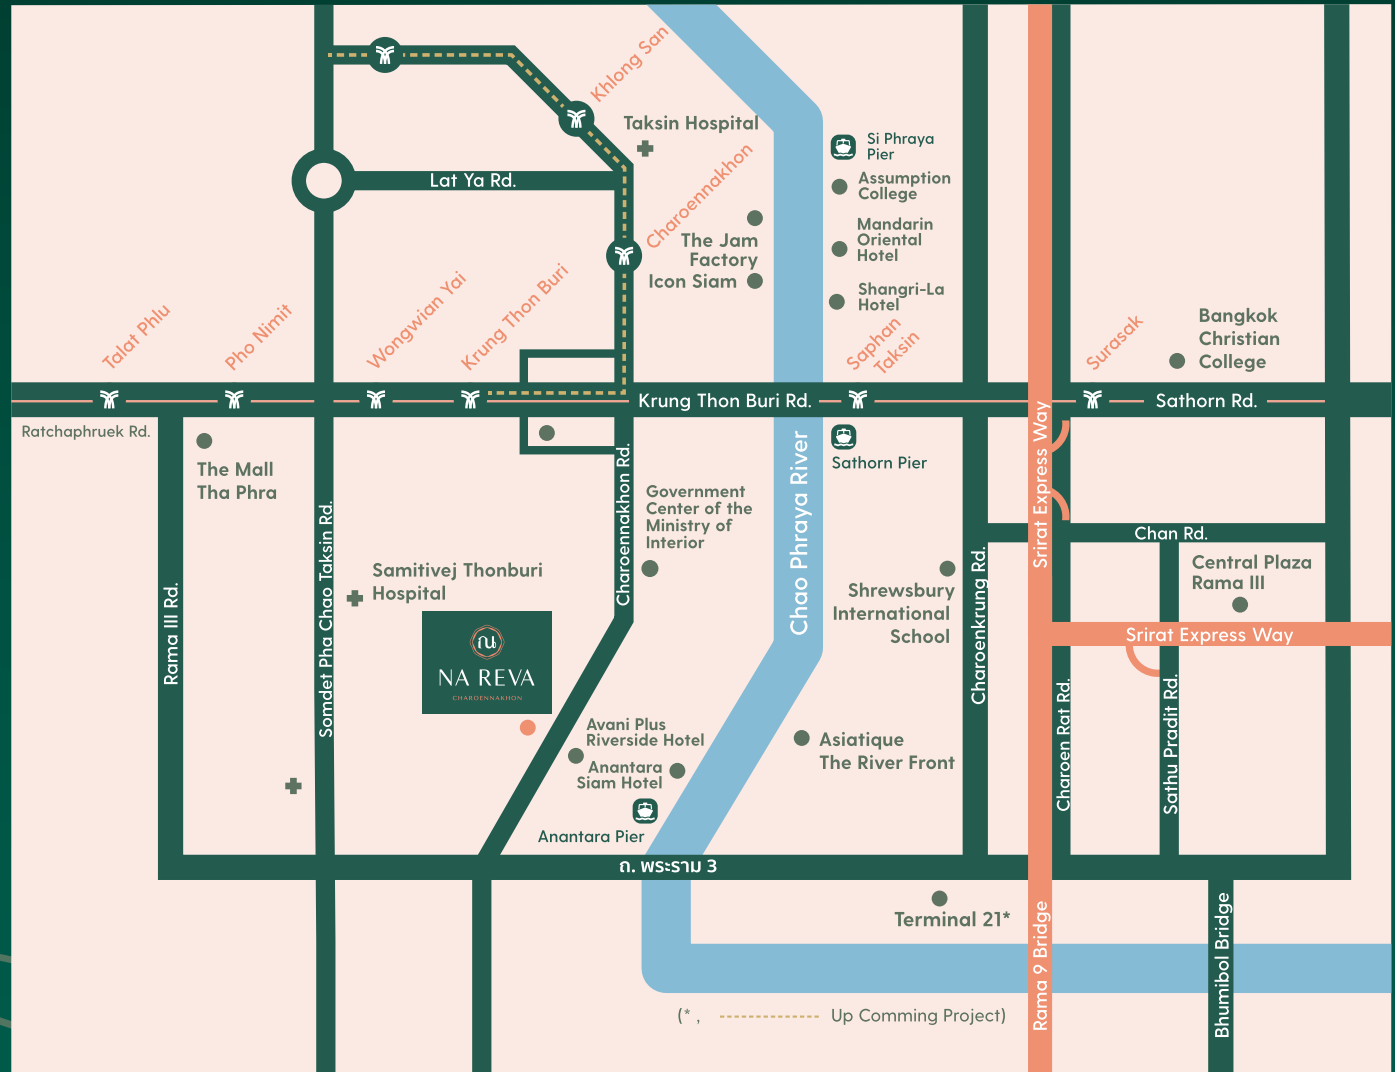 Khlong San
Taksin Hospital
Si Phraya
Pier
Lat Ya Rd.
Assumption
College
Charoennakhon
Mandarin
Oriental
Hotel
The Jam
Factory
Icon Siam
Shangri-La
Hotel
Talat Phlu
Pho Nimit
Wongwian Yai
Krung Thon Buri
Saphan
Taksin
Surasak
Bangkok
Christian
College
Krung Thon Buri Rd.
Sathorn Rd.
Ratchaphruek Rd.
The Mall
Tha Phra
Sathorn Pier
Charoennakhon Rd.
Government
Center of the
Ministry of
Interior
Chao Phraya River
Srirat Express Way
Chan Rd.
Central Plaza
Rama III
Samitivej Thonburi
Hospital
Somdet Pha Chao Taksin Rd.
Rama III Rd.
Shrewsbury
International
School
Charoenkrung Rd.
Srirat Express Way
ณ
NA REVA
CHAROENNAKHON
Charoen Rat Rd.
Sathu Pradit Rd.
Avani Plus
Riverside Hotel
Anantara
Siam Hotel
Asiatique
The River Front
Anantara Pier
ถ. พระราม 3
Terminal 21*
Rama 9 Bridge
Bhumibol Bridge
(* , Up Comming Project)